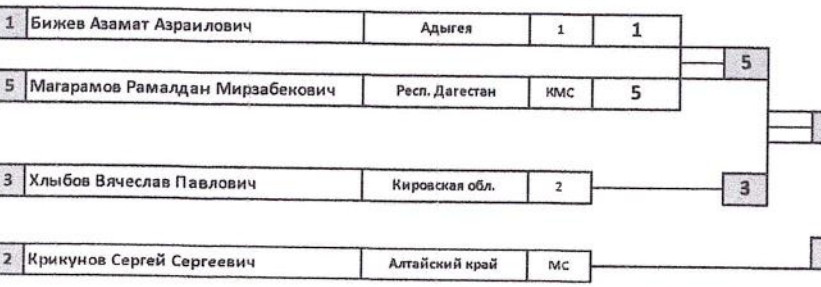 1 Бижев Азамат Азраилович Адыгея 1 1
5
5 Магарамов Рамалдан Мирзабекович Респ. Дагестан КМС 5
3 Хлыбов Вячеслав Павлович Кировская обл. 2 3
2 Крикунов Сергей Сергеевич Алтайский край МС